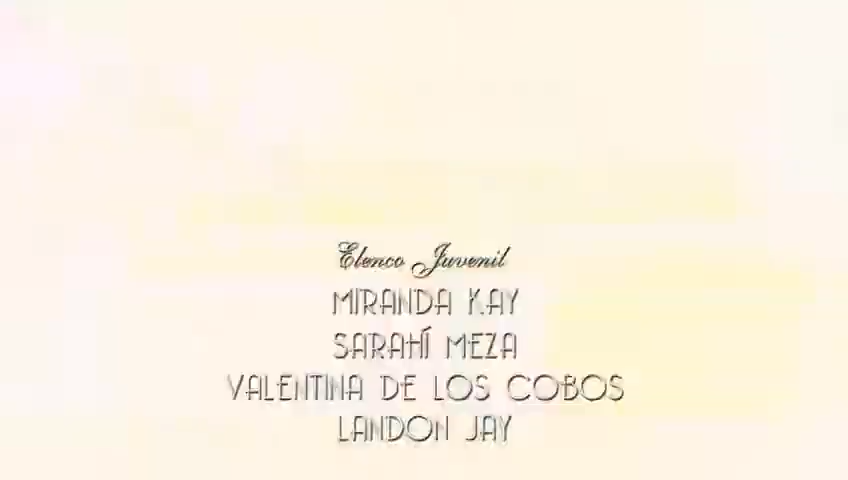 Elenco Juvenil
MIRANDA KAY
SARAHÍ MEZA
VALENTINA DE LOS COBOS
LANDON JAY